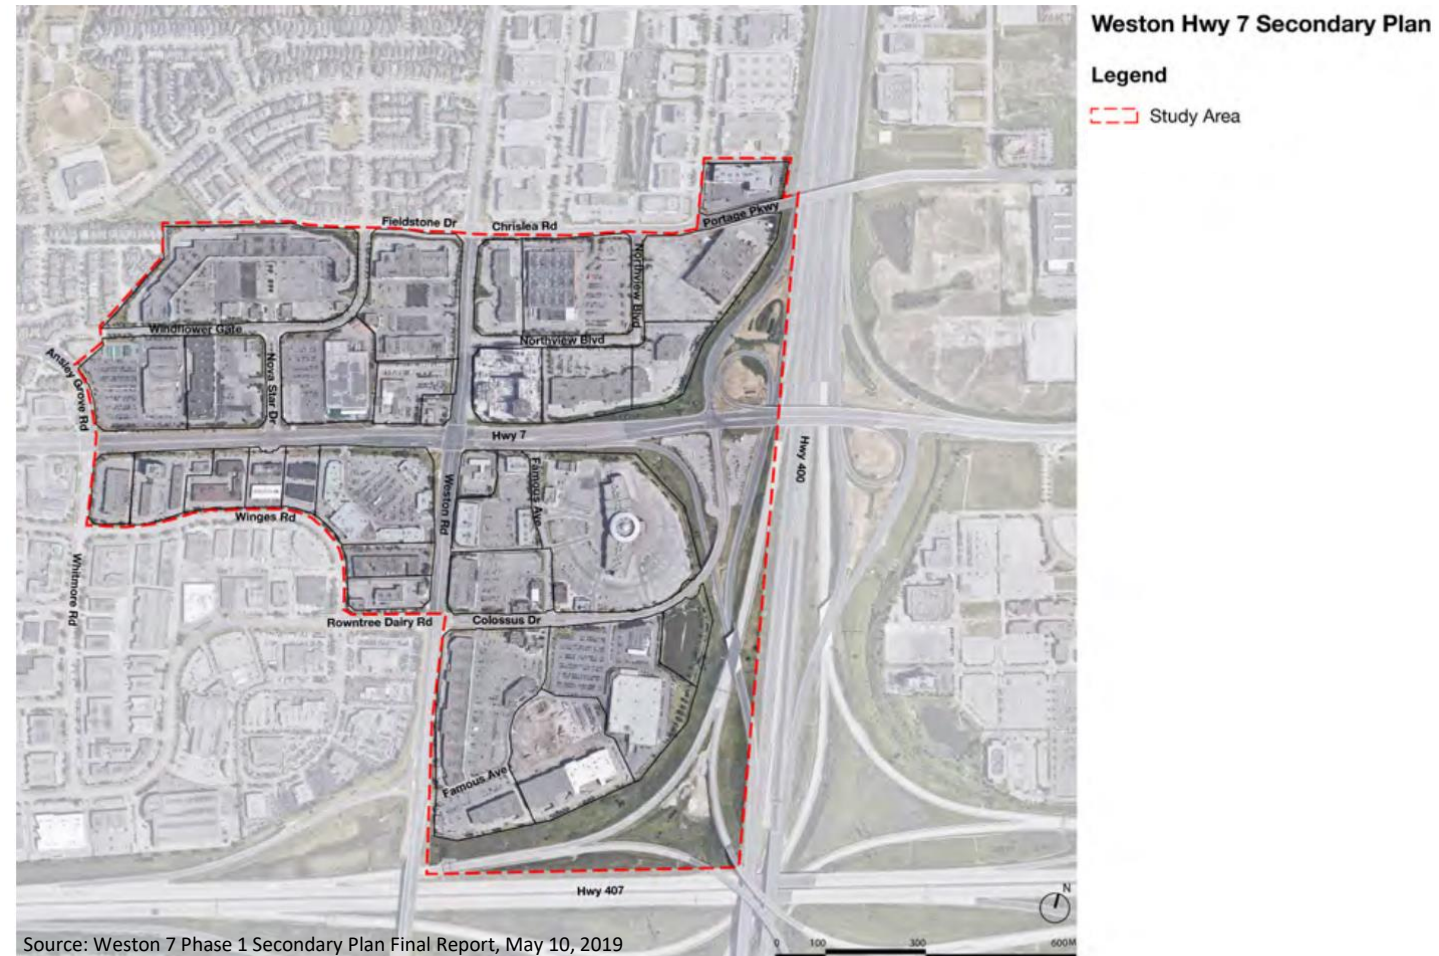 Weston Hwy 7 Secondary Plan
Legend
Study Area
Fieldstone Dr
Chrislea Rd
Portage Pkwy
Northview Blvd
Windflower Gate
Northview Blvd
Ansley Grove Rd
Nova Star Dr
Hwy 7
Hwy 400
Weston Rd
Famous Ave
Winges Rd
Whitmore Rd
Rowntree Dairy Rd
Colossus Dr
Famous Ave
Hwy 407
N
Source: Weston 7 Phase 1 Secondary Plan Final Report, May 10, 2019
0 100 300 600M